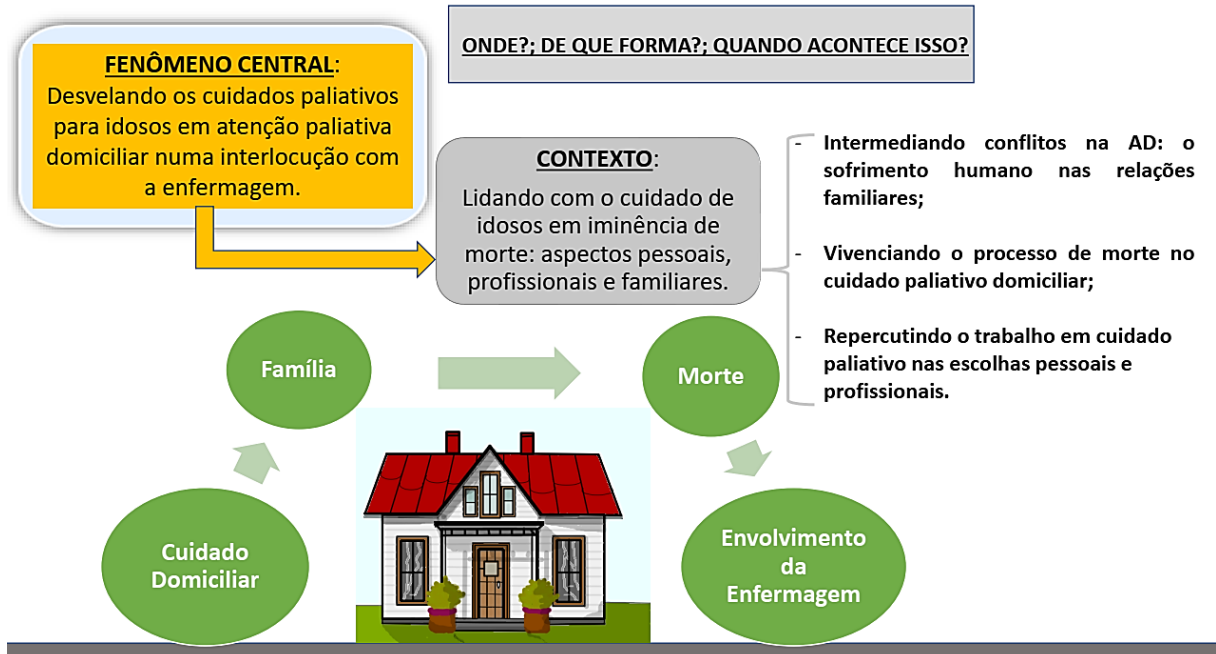 ONDE?; DE QUE FORMA?; QUANDO ACONTECE ISSO?
FENÔMENO CENTRAL:
Desvelando os cuidados paliativos
para idosos em atenção paliativa
domiciliar numa interlocução com
a enfermagem.
CONTEXTO:
Lidando com o cuidado de
idosos em iminência de
morte: aspectos pessoais,
profissionais e familiares.
- Intermediando conflitos na AD: o
sofrimento humano nas relações
familiares;
- Vivenciando o processo de morte no
cuidado paliativo domiciliar;
- Repercutindo o trabalho em cuidado
paliativo nas escolhas pessoais e
profissionais.
Cuidado
Domiciliar
Família
Morte
Envolvimento
da
Enfermagem